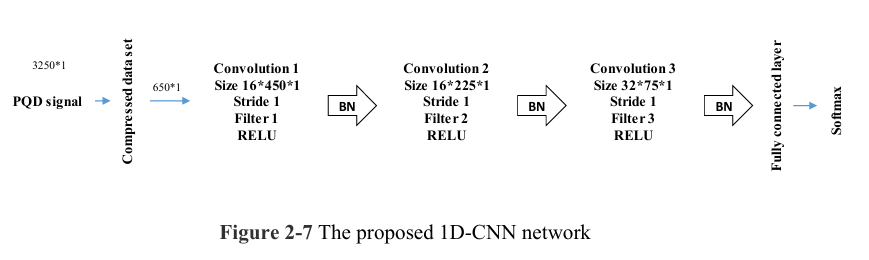 3250*1
PQD signal
Compressed data set
650*1
Convolution 1
Size 16*450*1
Stride 1
Filter 1
RELU
BN
Convolution 2
Size 16*225*1
Stride 1
Filter 2
RELU
BN
Convolution 3
Size 32*75*1
Stride 1
Filter 3
RELU
BN
Fully connected layer
Softmax
Figure 2-7 The proposed 1D-CNN network